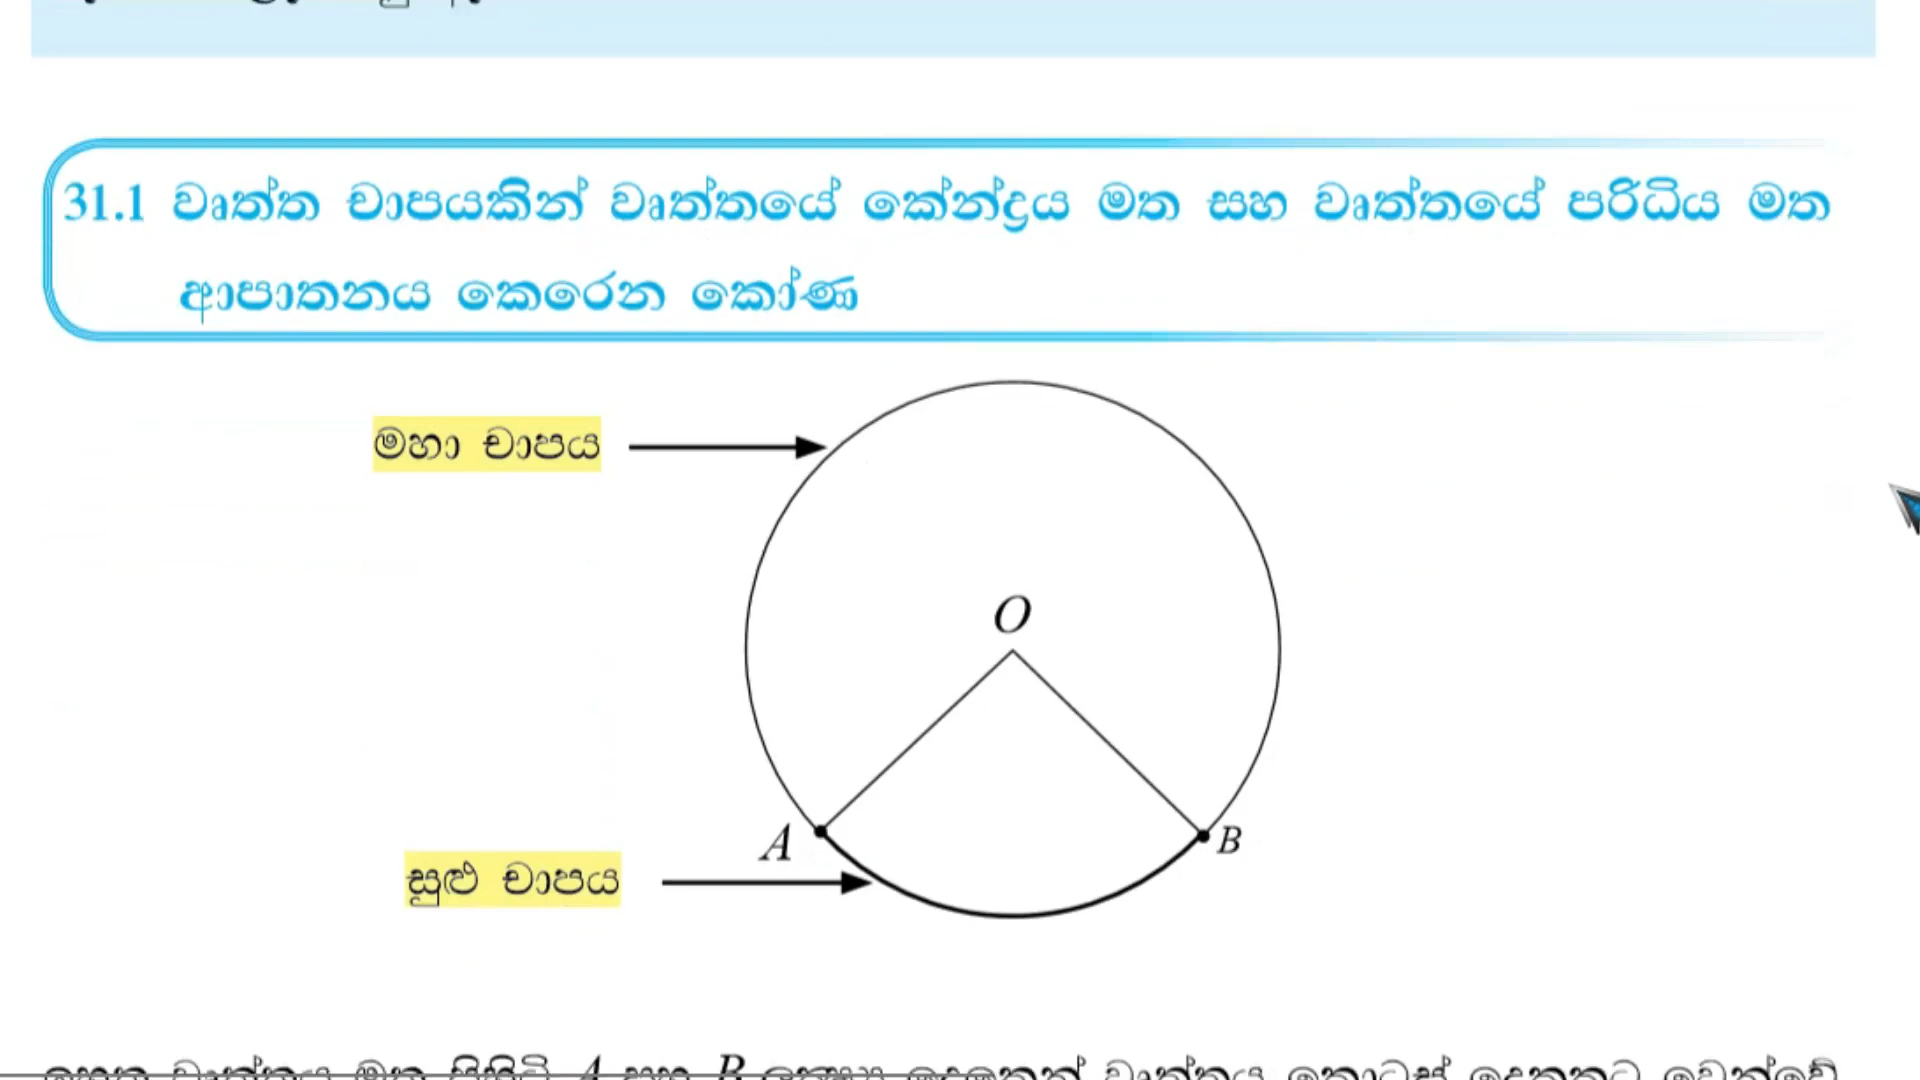 31.1 වෘත්ත චාපයකින් වෘත්තයේ කේන්ද්‍රය මත සහ වෘත්තයේ පරිධිය මත
ආපාතනය කෙරෙන කෝණ
මහා චාපය
O
A
B
සුළු චාපය